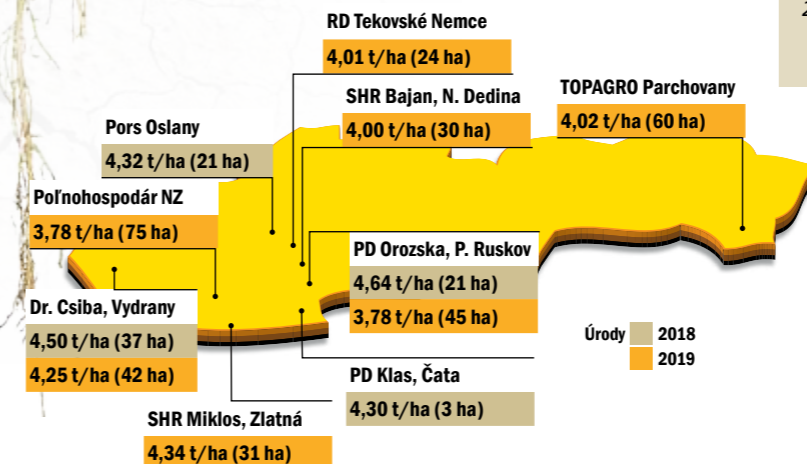 RD Tekovské Nemce
4,01 t/ha (24 ha)
SHR Bajan, N. Dedina
4,00 t/ha (30 ha)
TOPAGRO Parchovany
4,02 t/ha (60 ha)
Pors Oslany
4,32 t/ha (21 ha)
Poľnohospodár NZ
3,78 t/ha (75 ha)
PD Orozska, P. Ruskov
4,64 t/ha (21 ha)
3,78 t/ha (45 ha)
Dr. Csiba, Vydrany
4,50 t/ha (37 ha)
4,25 t/ha (42 ha)
Úrody 2018
2019
PD Klas, Čata
4,30 t/ha (3 ha)
SHR Miklos, Zlatná
4,34 t/ha (31 ha)